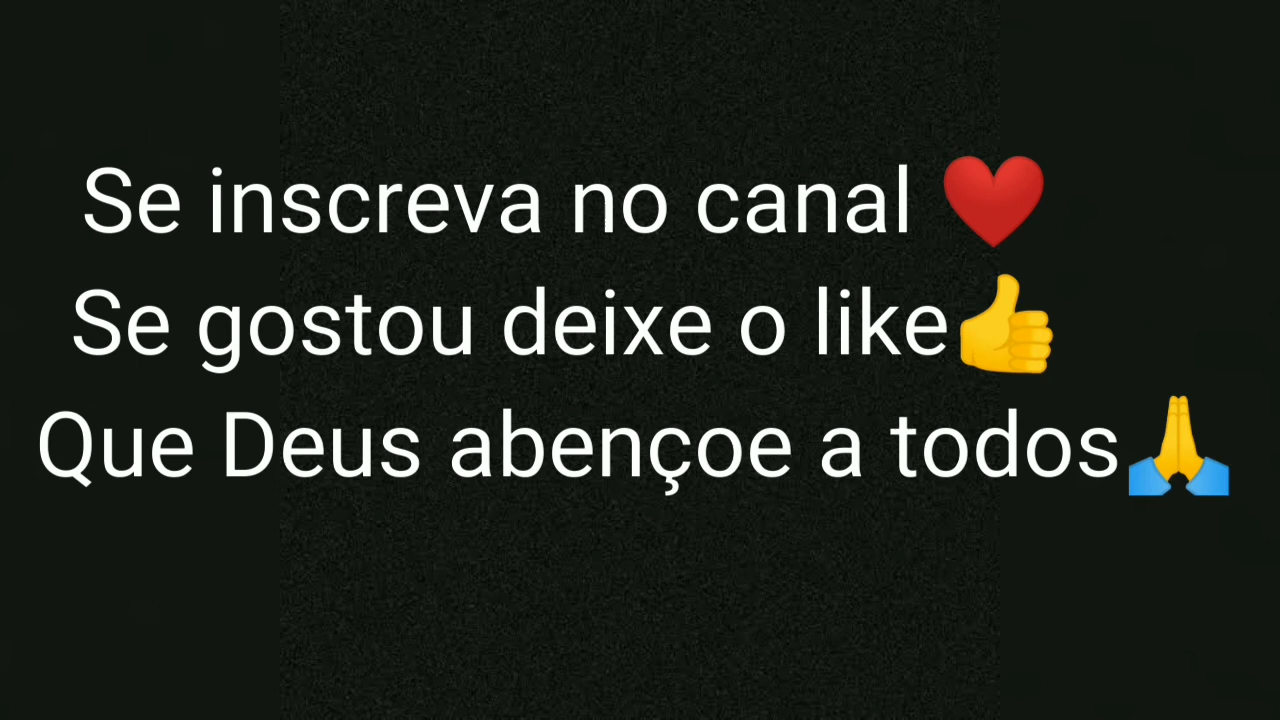 Se inscreva no canal ❤️
Se gostou deixe o like👍
Que Deus abençoe a todos🙏